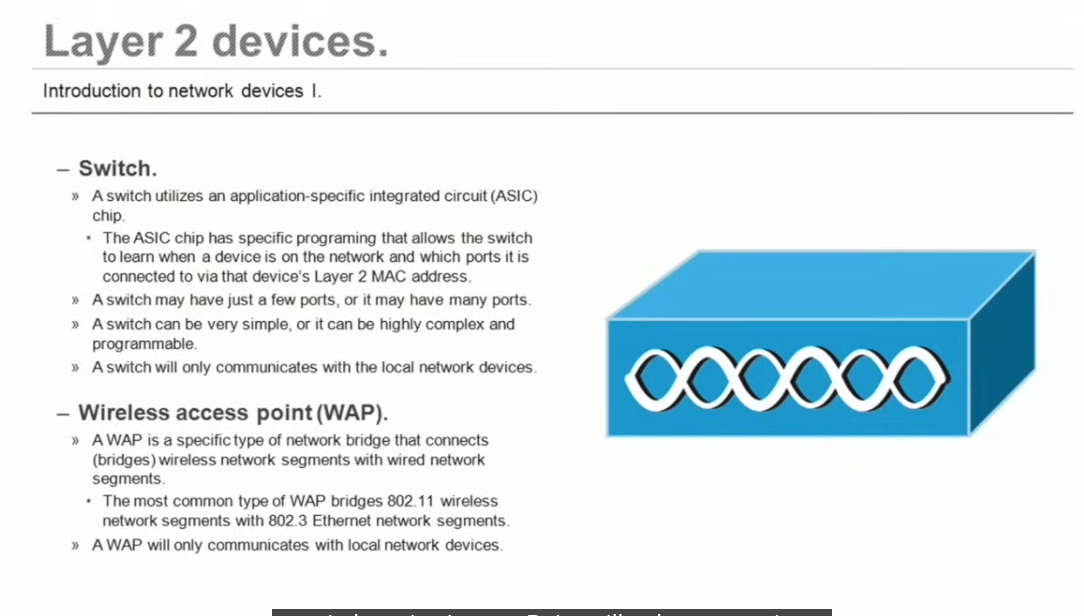 Layer 2 devices.
Introduction to network devices I.
– Switch.
» A switch utilizes an application-specific integrated circuit (ASIC)
chip.
• The ASIC chip has specific programing that allows the switch
to learn when a device is on the network and which ports it is
connected to via that device's Layer 2 MAC address.
» A switch may have just a few ports, or it may have many ports.
» A switch can be very simple, or it can be highly complex and
programmable.
» A switch will only communicates with the local network devices.
– Wireless access point (WAP).
» A WAP is a specific type of network bridge that connects
(bridges) wireless network segments with wired network
segments.
• The most common type of WAP bridges 802.11 wireless
network segments with 802.3 Ethernet network segments.
» A WAP will only communicates with local network devices.